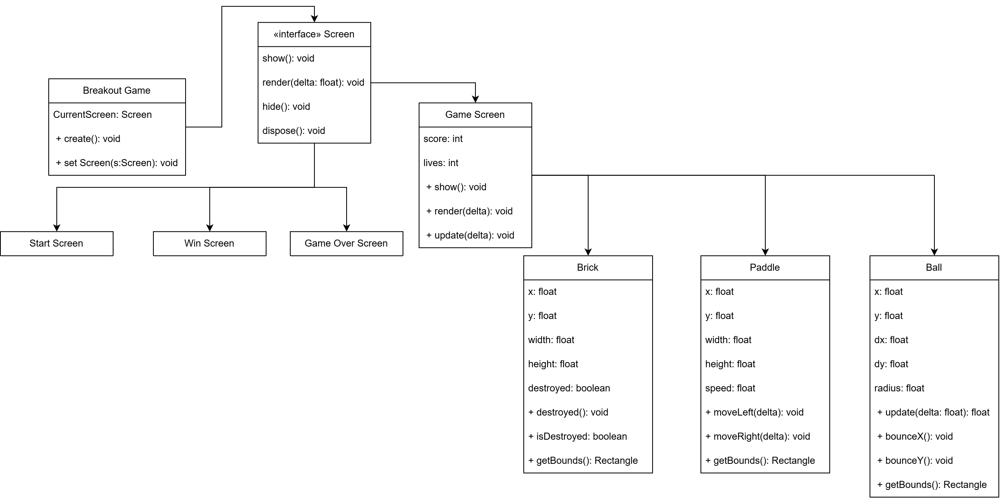 «interface» Screen
show(): void
render(delta: float): void
hide(): void
dispose(): void
Breakout Game
CurrentScreen: Screen
+ create(): void
+ set Screen(s:Screen): void
Game Screen
score: int
lives: int
+ show(): void
+ render(delta): void
+ update(delta): void
Start Screen
Win Screen
Game Over Screen
Brick
x: float
y: float
width: float
height: float
destroyed: boolean
+ destroyed(): void
+ isDestroyed: boolean
+ getBounds(): Rectangle
Paddle
x: float
y: float
width: float
height: float
speed: float
+ moveLeft(delta): void
+ moveRight(delta): void
+ getBounds(): Rectangle
Ball
x: float
y: float
dx: float
dy: float
radius: float
+ update(delta: float): float
+ bounceX(): void
+ bounceY(): void
+ getBounds(): Rectangle